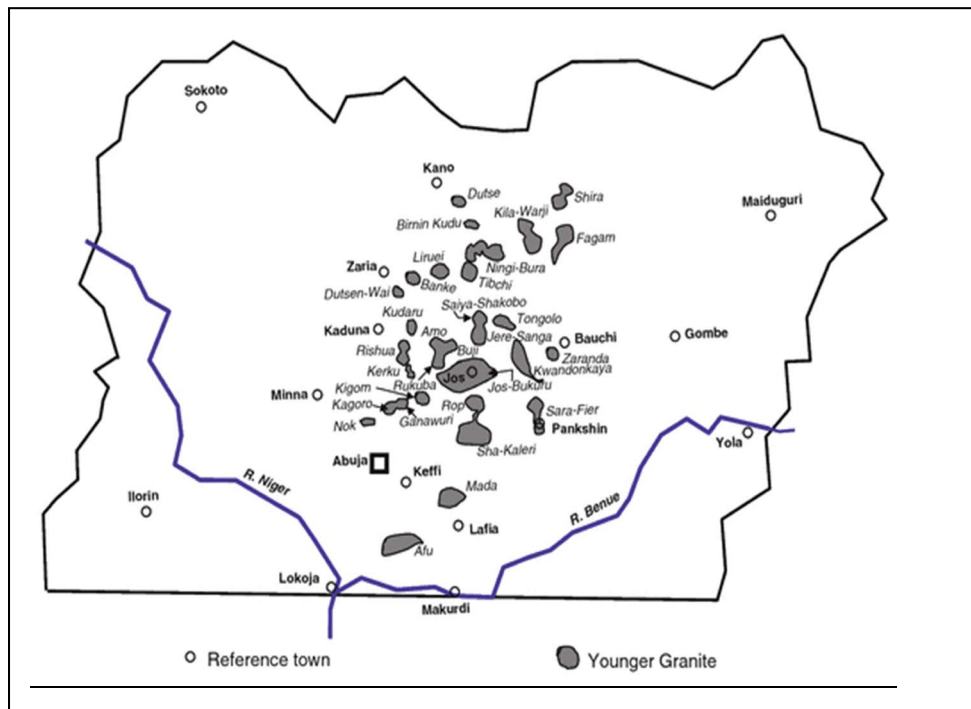 Sokoto
Kano
Dutse
Shira
Kila-Warji
Maiduguri
Birnin Kudu
Fagam
Liruei
Zaria
Ningi-Bura
Banke
Tibchi
Dutsen-Wai
Saiya-Shakobo
Kudaru
Tongolo
Kaduna
Amo
Jere-Sanga
Bauchi
Gombe
Rishua
Buji
Zaranda
Kerku
Jos
Kwandonkaya
Rukuba
Jos-Bukuru
Minna
Kigom
Kagoro
Rop
Sara-Fier
Nok
Ganawuri
Pankshin
Yola
Sha-Kaleri
Abuja
Keffi
R. Niger
Mada
Ilorin
R. Benue
Lafia
Afu
Lokoja
Makurdi
Reference town
Younger Granite